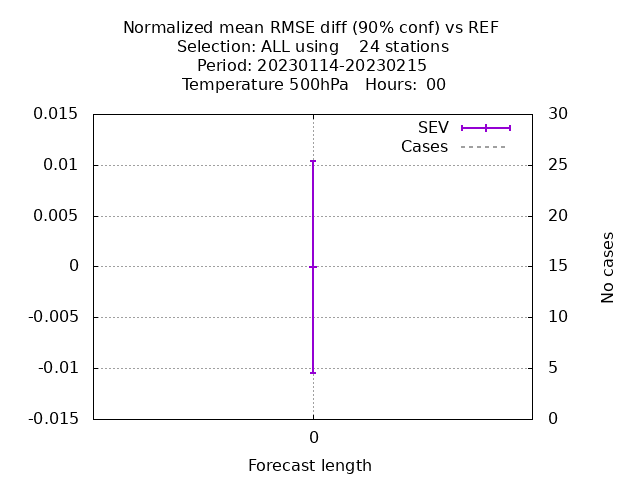 Normalized mean RMSE diff (90% conf) vs REF
Selection: ALL using    24 stations
Period: 20230114-20230215
Temperature 500hPa   Hours:  00
0.015
30
SEV
Cases
0.01
25
0.005
20
0
15
No cases
-0.005
10
-0.01
5
-0.015
0
0
Forecast length